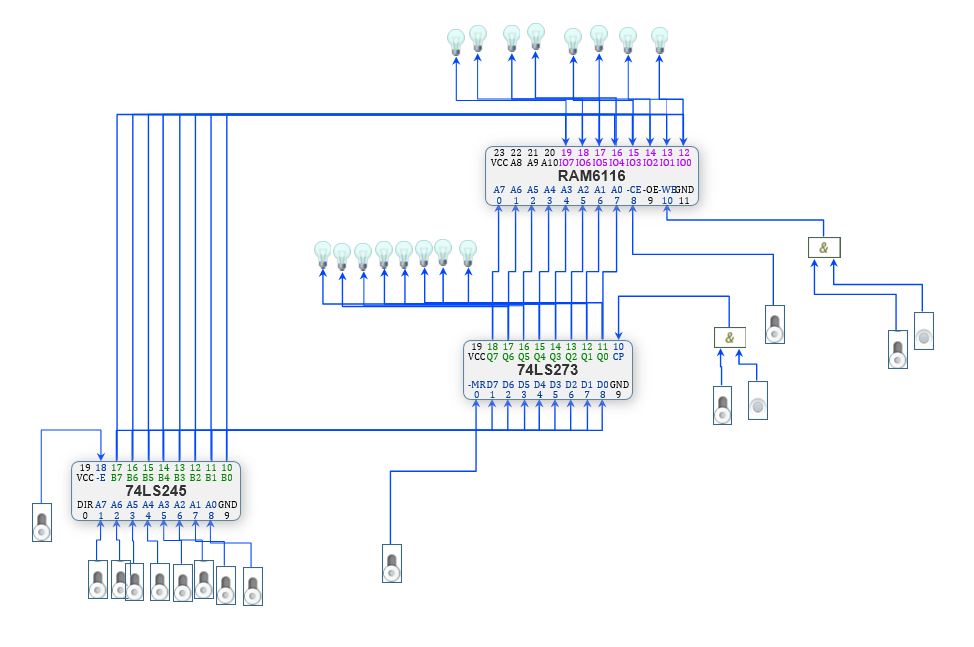 23 22 21 20 19 18 17 16 15 14 13 12
VCC A8 A9 A10 IO7 IO6 IO5 IO4 IO3 IO2 IO1 IO0
RAM6116
A7 A6 A5 A4 A3 A2 A1 A0 -CE -OE -WE GND
0 1 2 3 4 5 6 7 8 9 10 11
&
&
19 18 17 16 15 14 13 12 11 10
VCC Q7 Q6 Q5 Q4 Q3 Q2 Q1 Q0 CP
74LS273
-MR D7 D6 D5 D4 D3 D2 D1 D0 GND
0 1 2 3 4 5 6 7 8 9
19 18 17 16 15 14 13 12 11 10
VCC -E B7 B6 B5 B4 B3 B2 B1 B0
74LS245
DIR A7 A6 A5 A4 A3 A2 A1 A0 GND
0 1 2 3 4 5 6 7 8 9